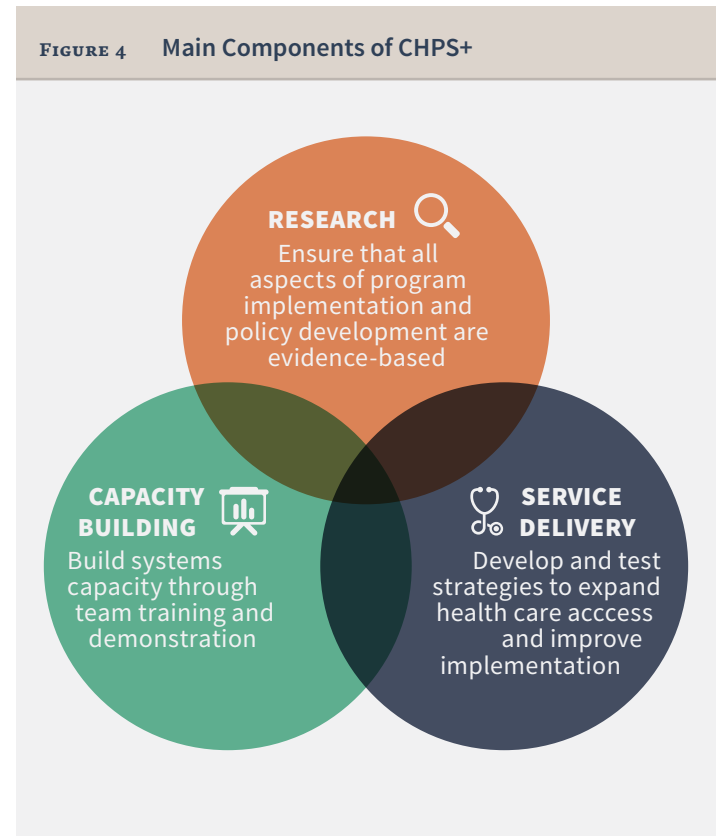 FIGURE 4 Main Components of CHPS+
RESEARCH
Ensure that all
aspects of program
implementation and
policy development are
evidence-based
CAPACITY
BUILDING
Build systems
capacity through
team training and
demonstration
SERVICE
DELIVERY
Develop and test
strategies to expand
health care acccess
and improve
implementation